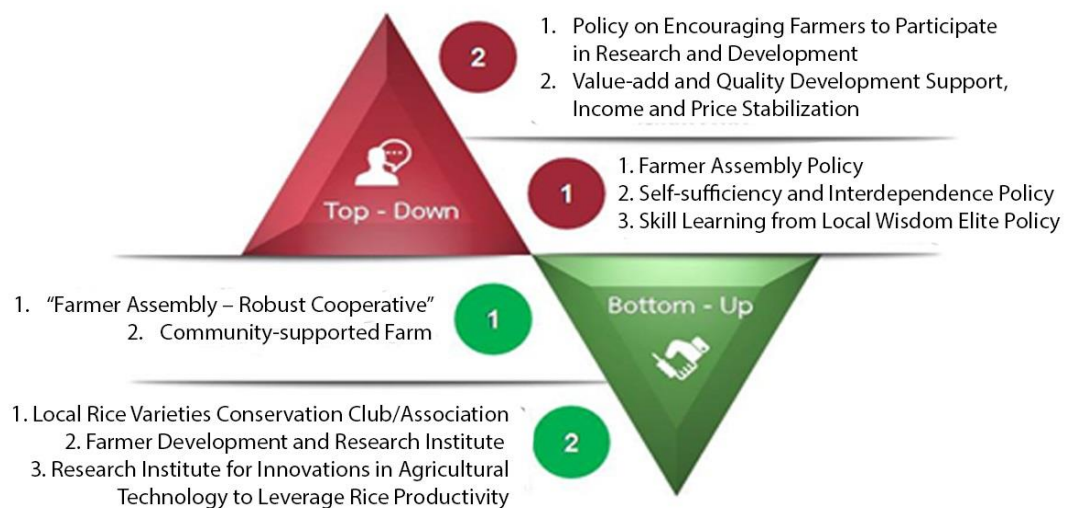 1. Policy on Encouraging Farmers to Participate
in Research and Development
2. Value-add and Quality Development Support,
Income and Price Stabilization
2
Top - Down
1
1. Farmer Assembly Policy
2. Self-sufficiency and Interdependence Policy
3. Skill Learning from Local Wisdom Elite Policy
1. “Farmer Assembly – Robust Cooperative”
2. Community-supported Farm
1
Bottom - Up
1. Local Rice Varieties Conservation Club/Association
2. Farmer Development and Research Institute
3. Research Institute for Innovations in Agricultural
Technology to Leverage Rice Productivity
2